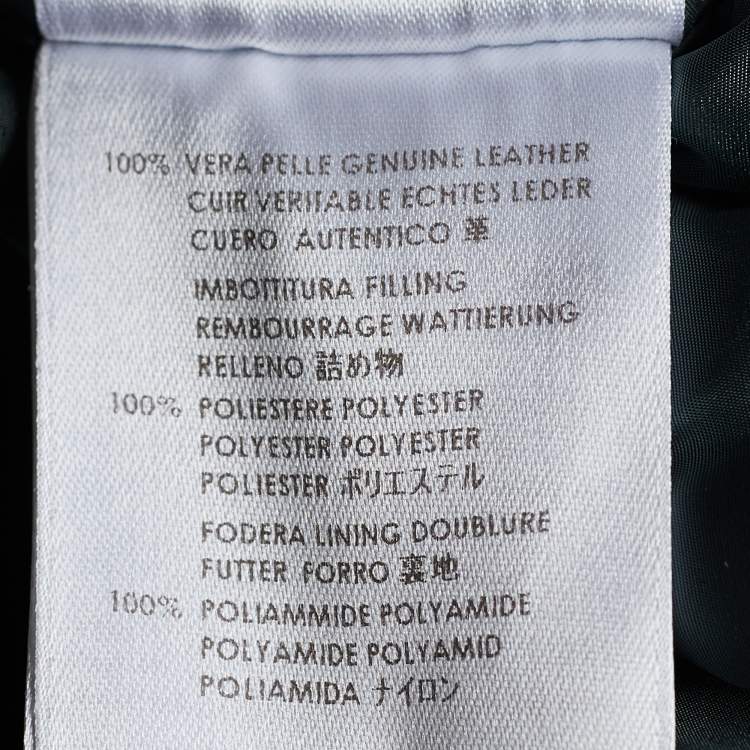 100% VERA PELLE GENUINE LEATHER
CUIR VERITABLE ECHTES LEDER
CUERO AUTENTICO 革
IMBOTTITURA FILLING
REMBOURRAGE WATTIERUNG
RELLENO 詰め物
100% POLIESTERE POLYESTER
POLYESTER POLYESTER
POLIESTER ポリエステル
FODERA LINING DOUBLURE
FUTTER FORRO 裏地
100% POLIAMMIDE POLYAMIDE
POLYAMIDE POLYAMID
POLIAMIDA ナイロン